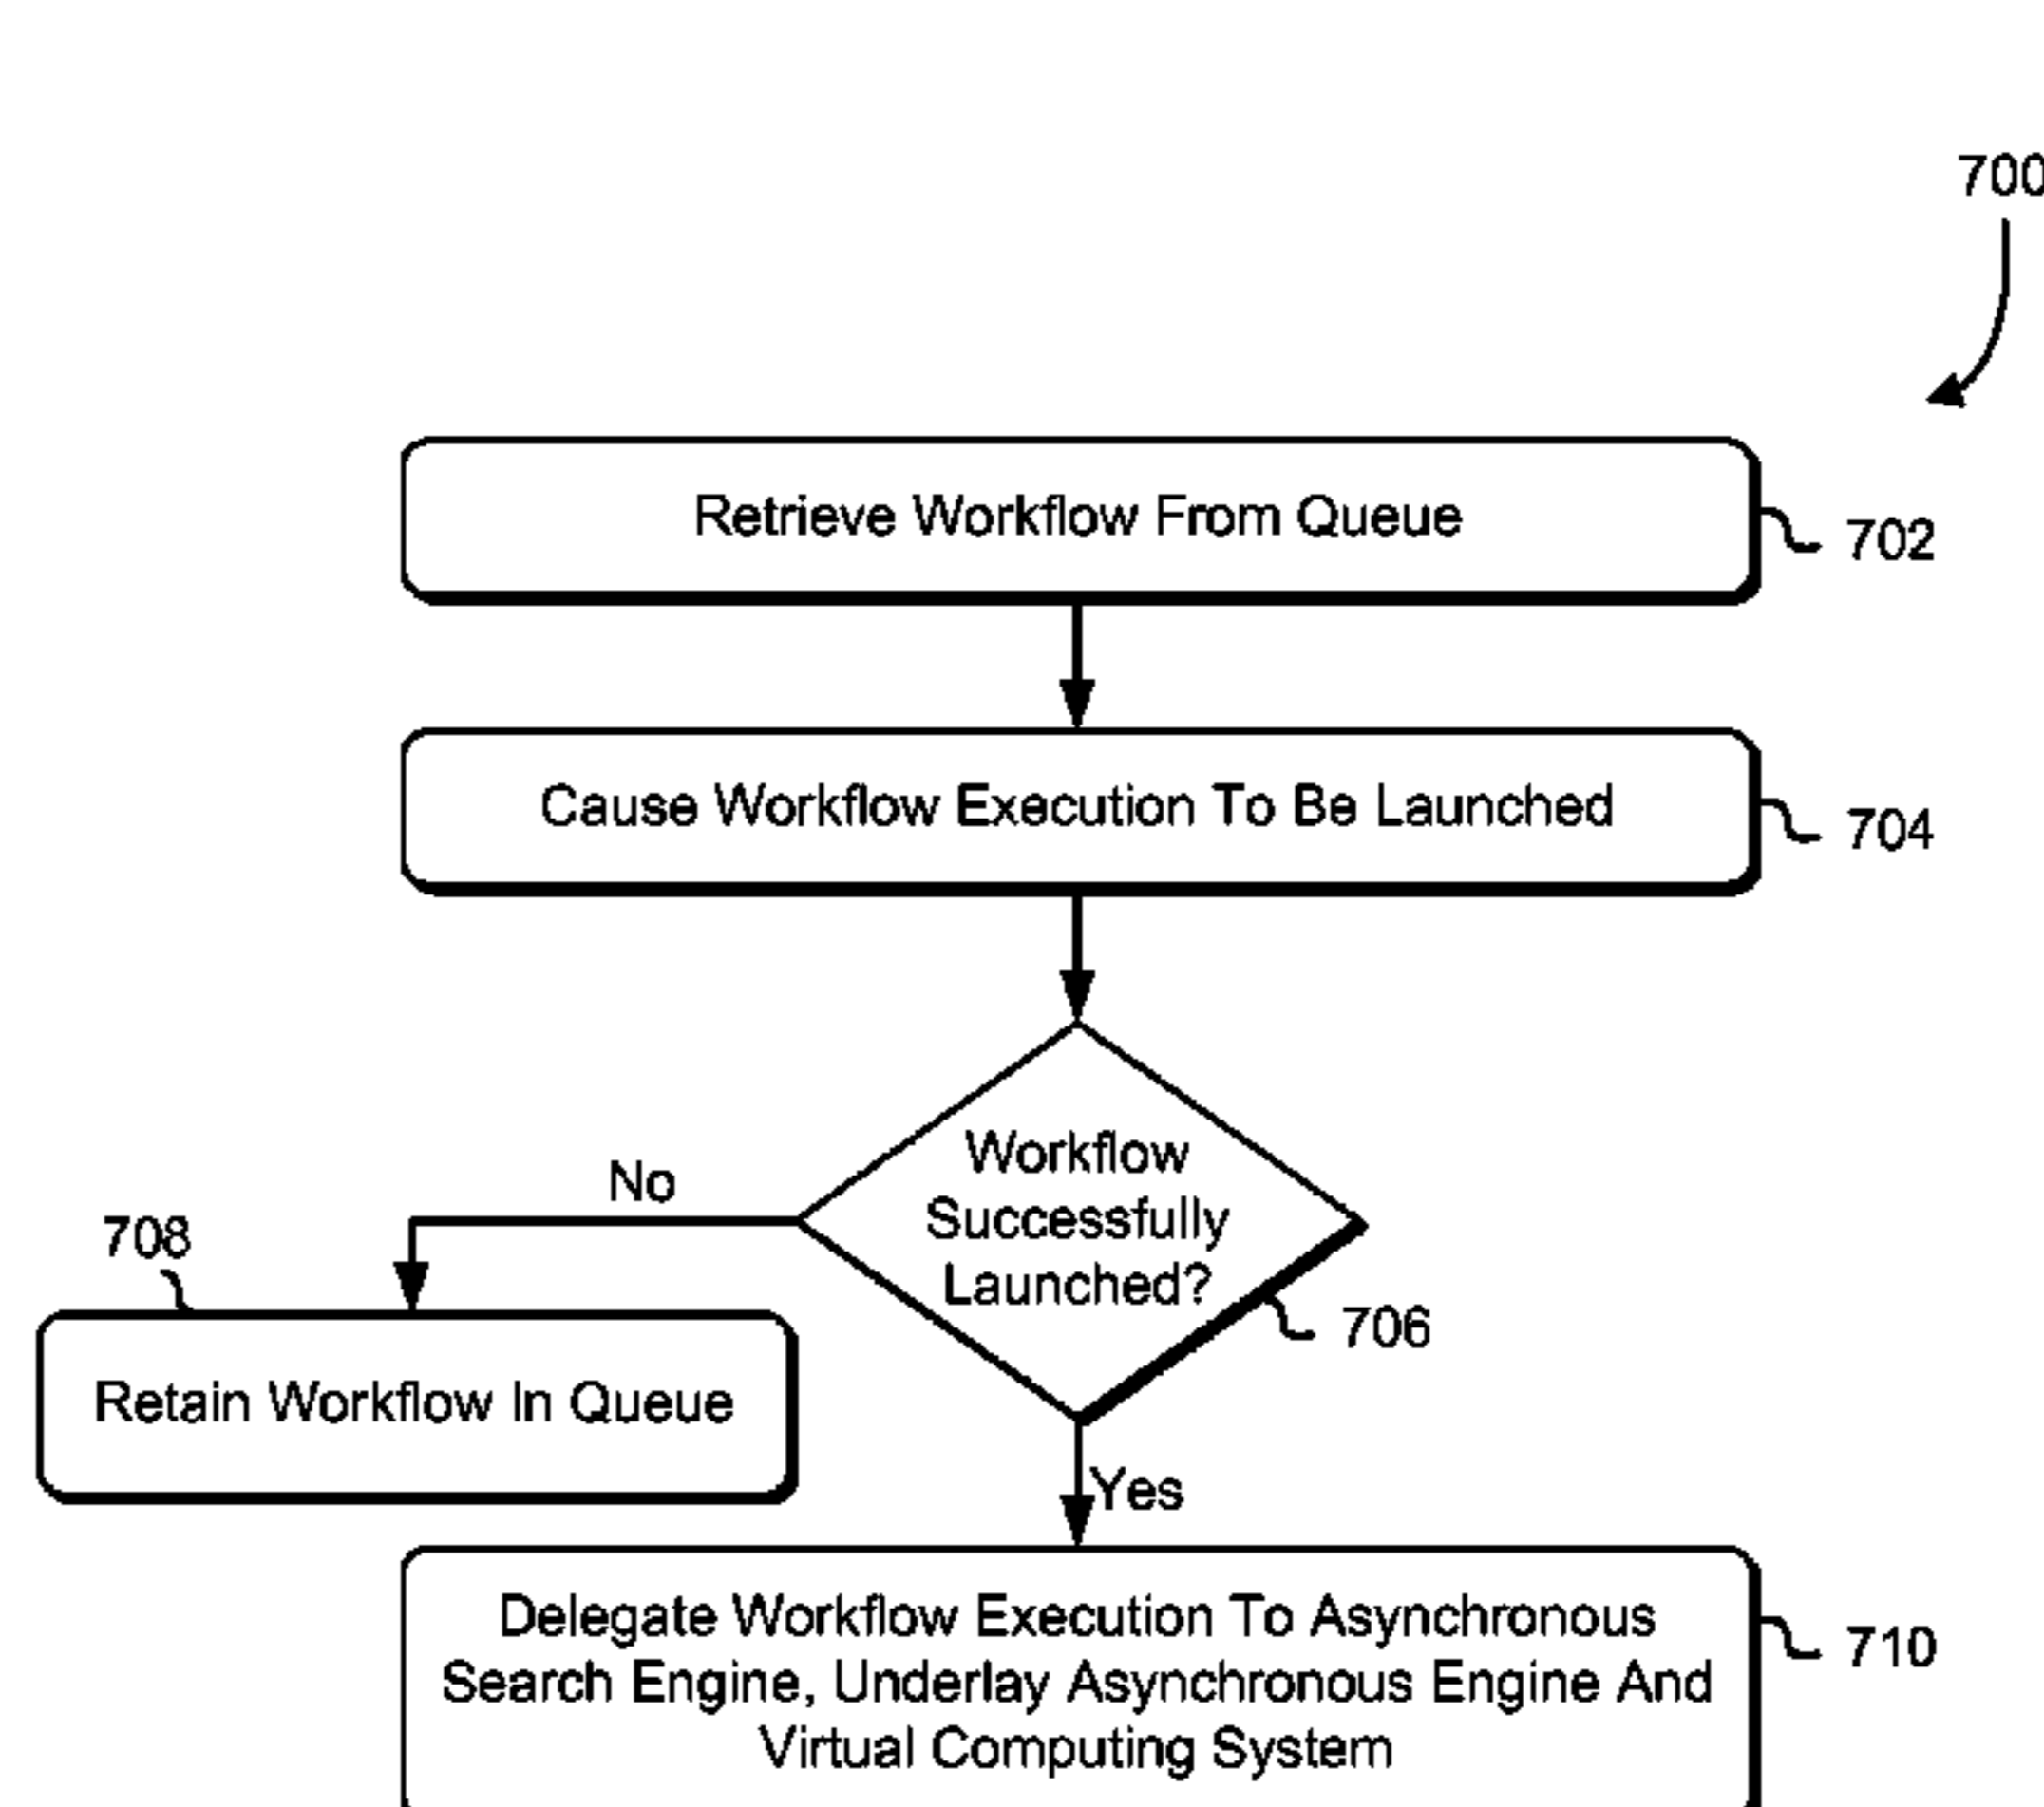 700
Retrieve Workflow From Queue
702
Cause Workflow Execution To Be Launched
704
Workflow
Successfully
Launched?
706
No
708
Retain Workflow In Queue
Yes
Delegate Workflow Execution To Asynchronous
Search Engine, Underlay Asynchronous Engine And
Virtual Computing System
710